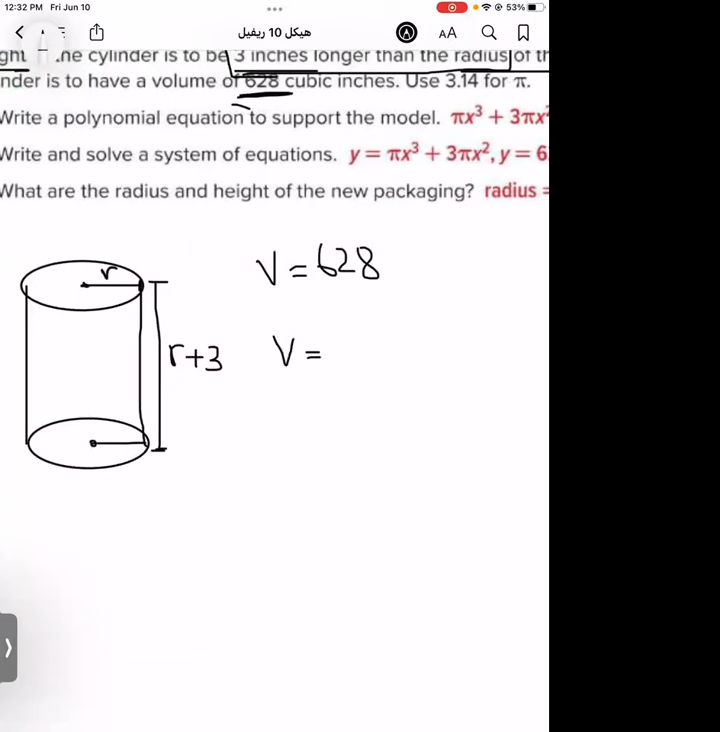 12:32 PM Fri Jun 10
53%
هيكل 10 ريفيل
AA
ght he cylinder is to be 3 inches longer than the radius of th
nder is to have a volume of 628 cubic inches. Use 3.14 for π.
Write a polynomial equation to support the model. πx³ + 3πx²
Write and solve a system of equations. y = πx³ + 3πx², y = 6
What are the radius and height of the new packaging? radius =
r
V = 628
r+3
V =